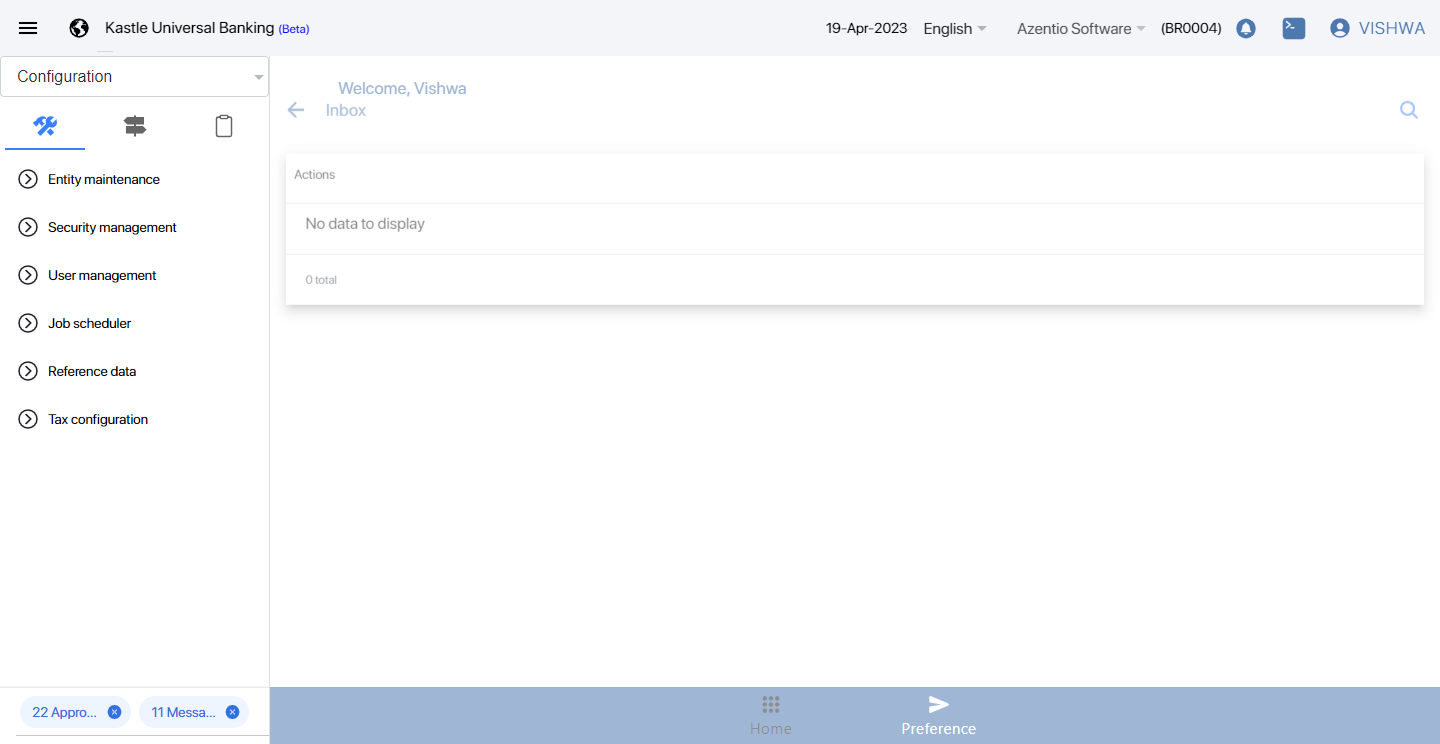 Kastle Universal Banking (Beta)
19-Apr-2023 English Azentio Software (BR0004) VISHWA
Configuration
Entity maintenance
Security management
User management
Job scheduler
Reference data
Tax configuration
22 Appro...
11 Messa...
Welcome, Vishwa
Inbox
Actions
No data to display
0 total
Home
Preference